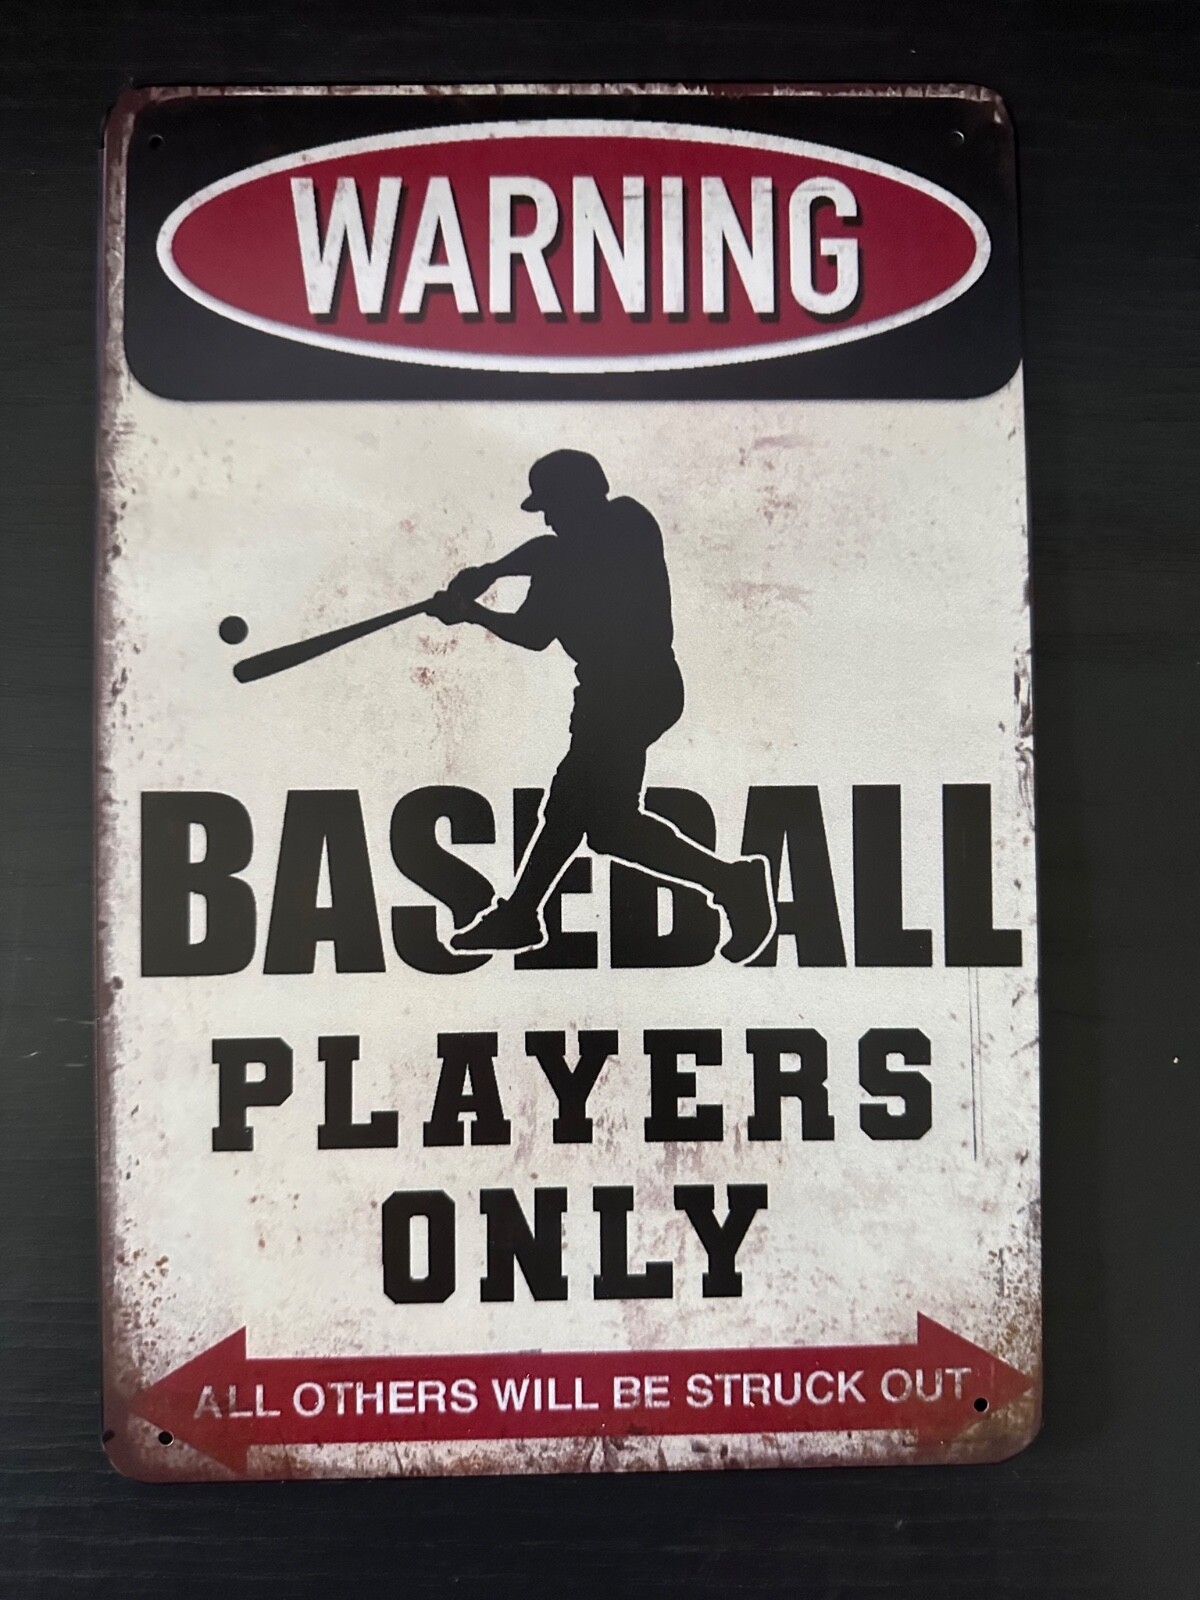 WARNING
BASEBALL
PLAYERS
ONLY
ALL OTHERS WILL BE STRUCK OUT